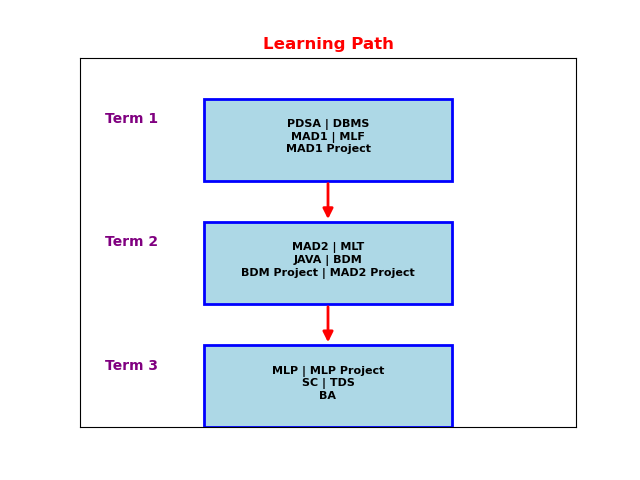 Learning Path
Term 1
PDSA | DBMS
MAD1 | MLF
MAD1 Project
Term 2
MAD2 | MLT
JAVA | BDM
BDM Project | MAD2 Project
Term 3
MLP | MLP Project
SC | TDS
BA